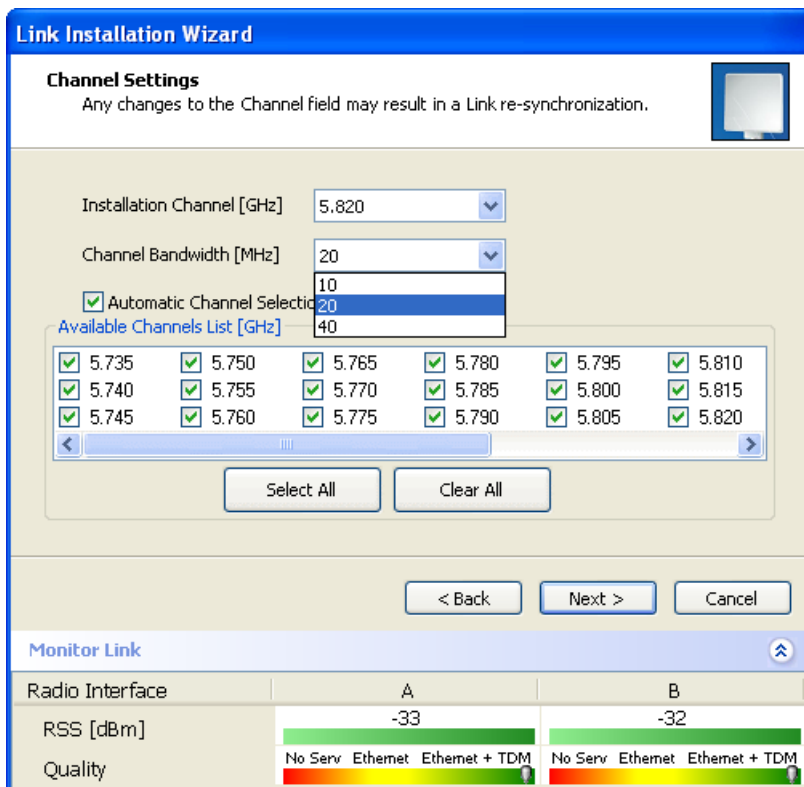 Link Installation Wizard
Channel Settings
Any changes to the Channel field may result in a Link re-synchronization.
Installation Channel [GHz] 5.820
Channel Bandwidth [MHz] 20
10
Automatic Channel Selectio 20
40
Available Channels List [GHz]
5.735 5.750 5.765 5.780 5.795 5.810
5.740 5.755 5.770 5.785 5.800 5.815
5.745 5.760 5.775 5.790 5.805 5.820
Select All Clear All
< Back Next > Cancel
Monitor Link
Radio Interface A B
RSS [dBm] -33 -32
Quality No Serv Ethernet Ethernet + TDM No Serv Ethernet Ethernet + TDM